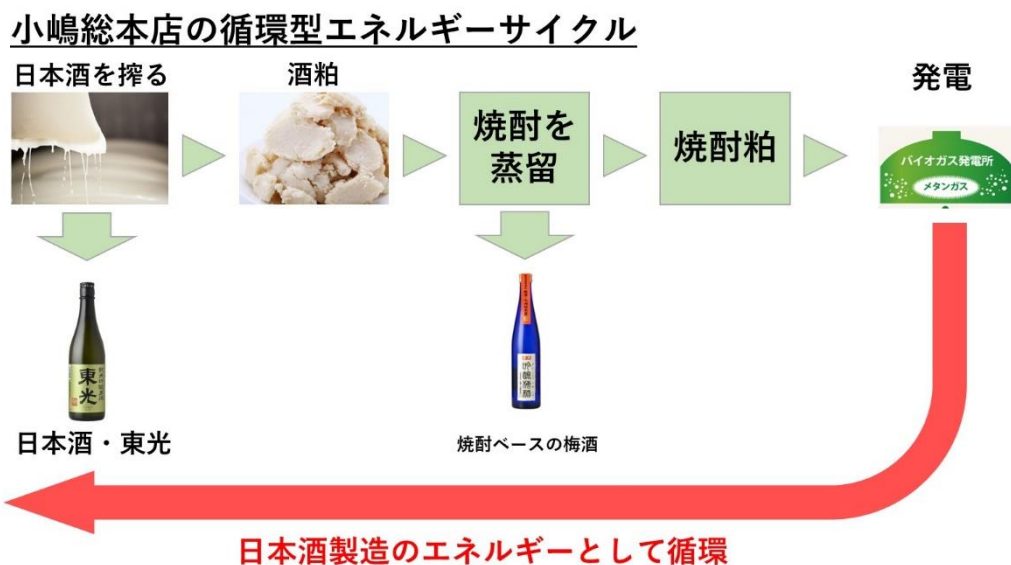 小嶋総本店の循環型エネルギーサイクル
日本酒を搾る
酒粕
焼酎を
蒸留
焼酎粕
発電
バイオガス発電所
メタンガス
東光
日本酒・東光
焼酎ベースの梅酒
日本酒製造のエネルギーとして循環